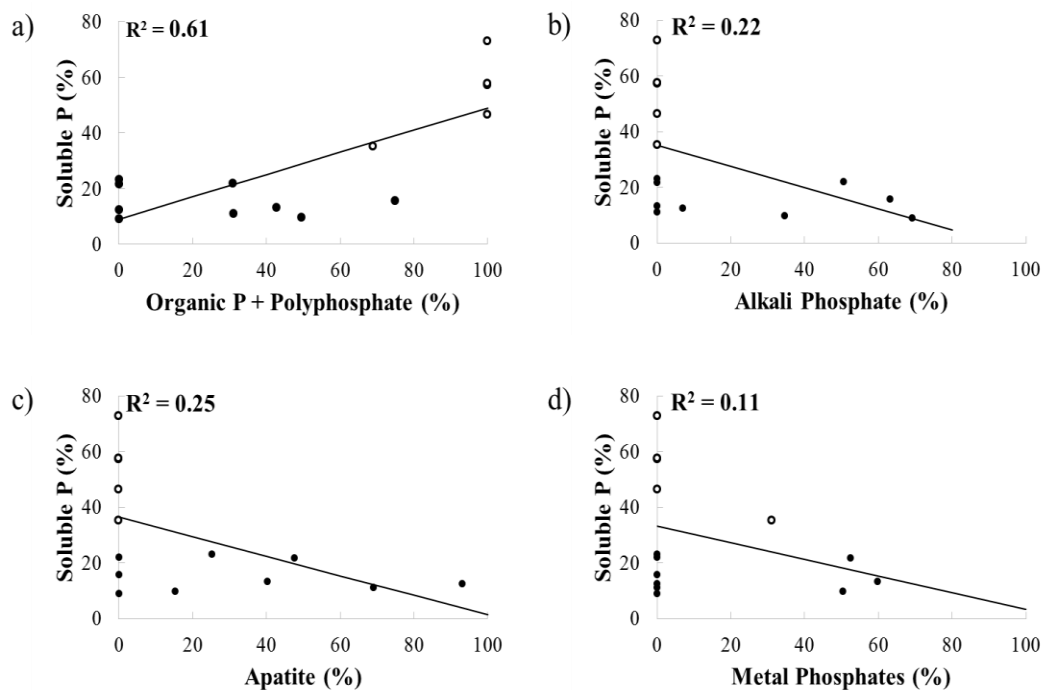 a)
R² = 0.61
80
60
40
20
0
Soluble P (%)
0 20 40 60 80 100
Organic P + Polyphosphate (%)
b)
R² = 0.22
80
60
40
20
0
Soluble P (%)
0 20 40 60 80 100
Alkali Phosphate (%)
c)
R² = 0.25
80
60
40
20
0
Soluble P (%)
0 20 40 60 80 100
Apatite (%)
d)
R² = 0.11
80
60
40
20
0
Soluble P (%)
0 20 40 60 80 100
Metal Phosphates (%)